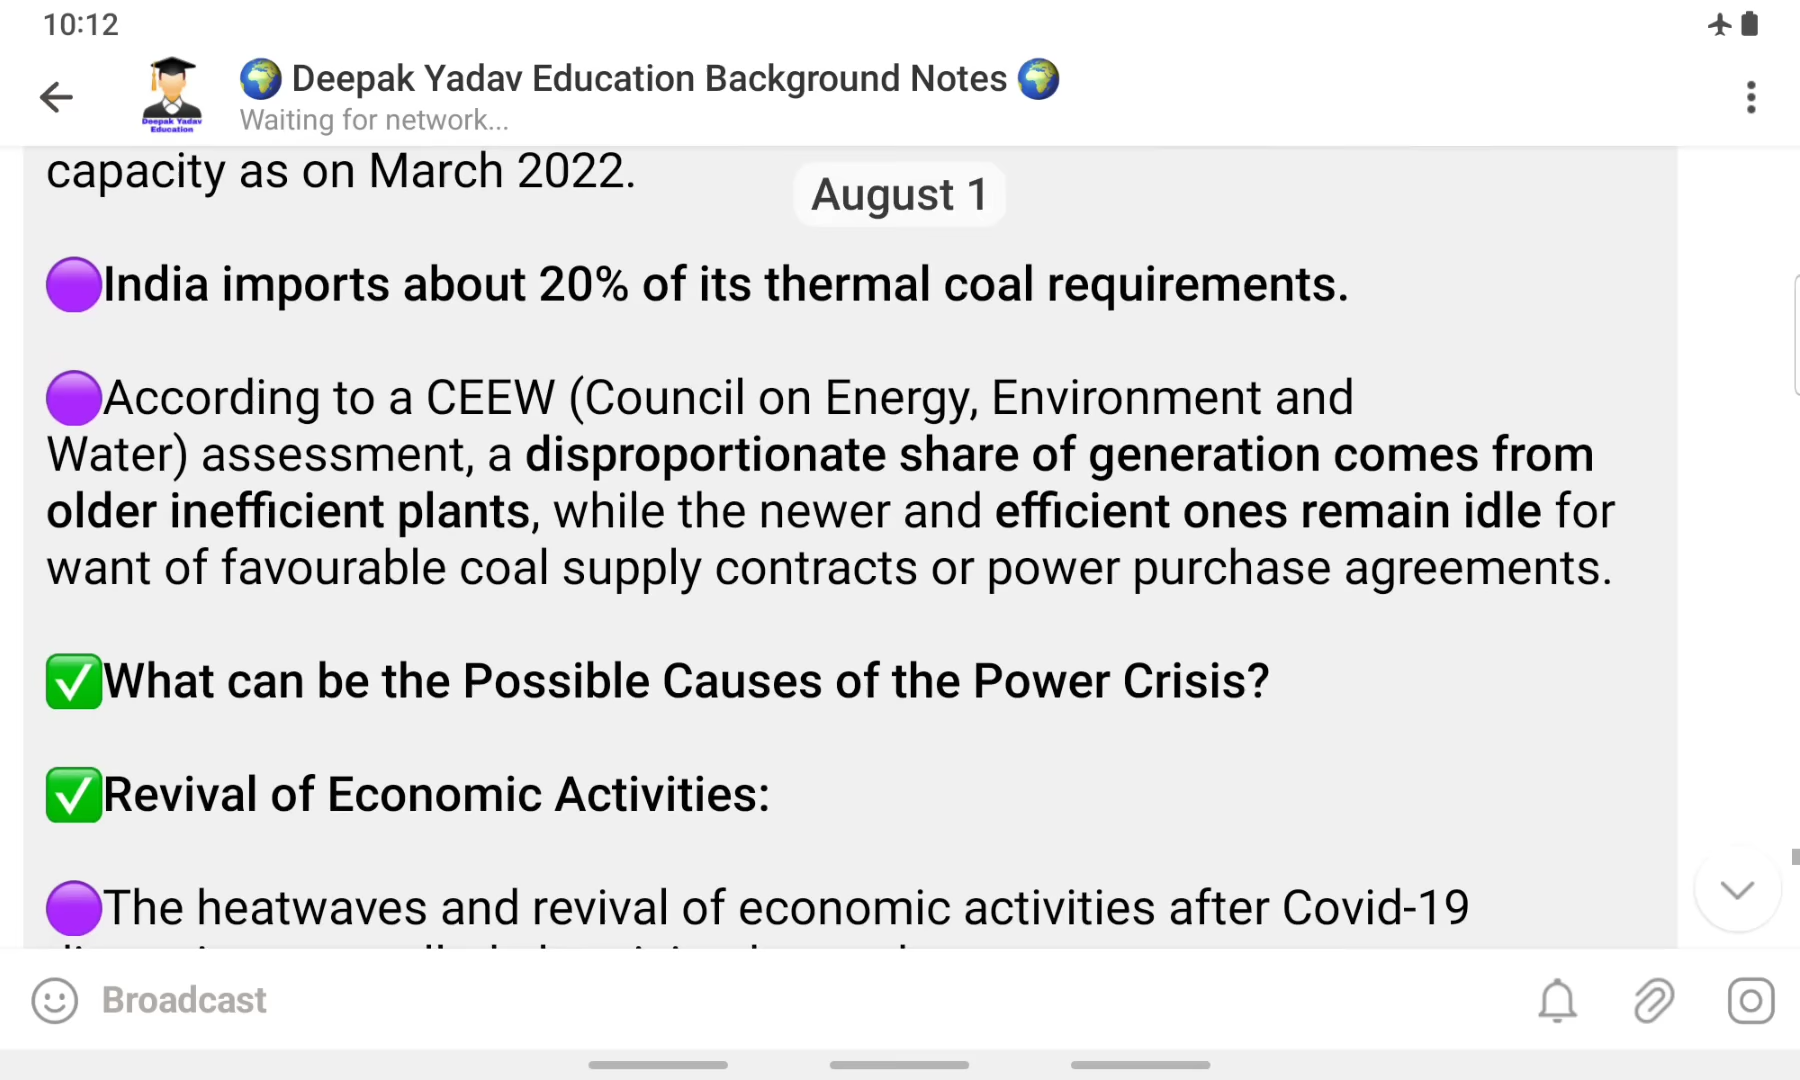 10:12
Deepak Yadav Education Background Notes
Waiting for network...
Deepak Yadav
Education
capacity as on March 2022.
August 1
India imports about 20% of its thermal coal requirements.
According to a CEEW (Council on Energy, Environment and
Water) assessment, a disproportionate share of generation comes from
older inefficient plants, while the newer and efficient ones remain idle for
want of favourable coal supply contracts or power purchase agreements.
What can be the Possible Causes of the Power Crisis?
Revival of Economic Activities:
The heatwaves and revival of economic activities after Covid-19
Broadcast